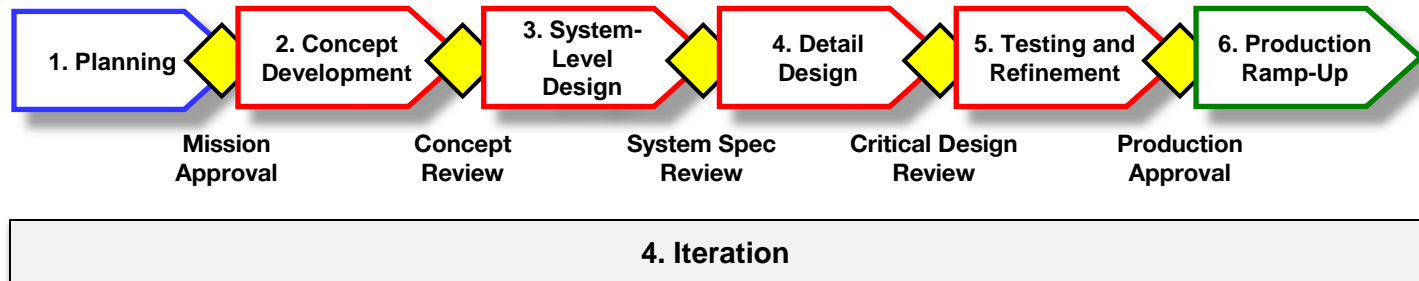 1. Planning
2. Concept
Development
3. System-
Level
Design
4. Detail
Design
5. Testing and
Refinement
6. Production
Ramp-Up
Mission
Approval
Concept
Review
System Spec
Review
Critical Design
Review
Production
Approval
4. Iteration